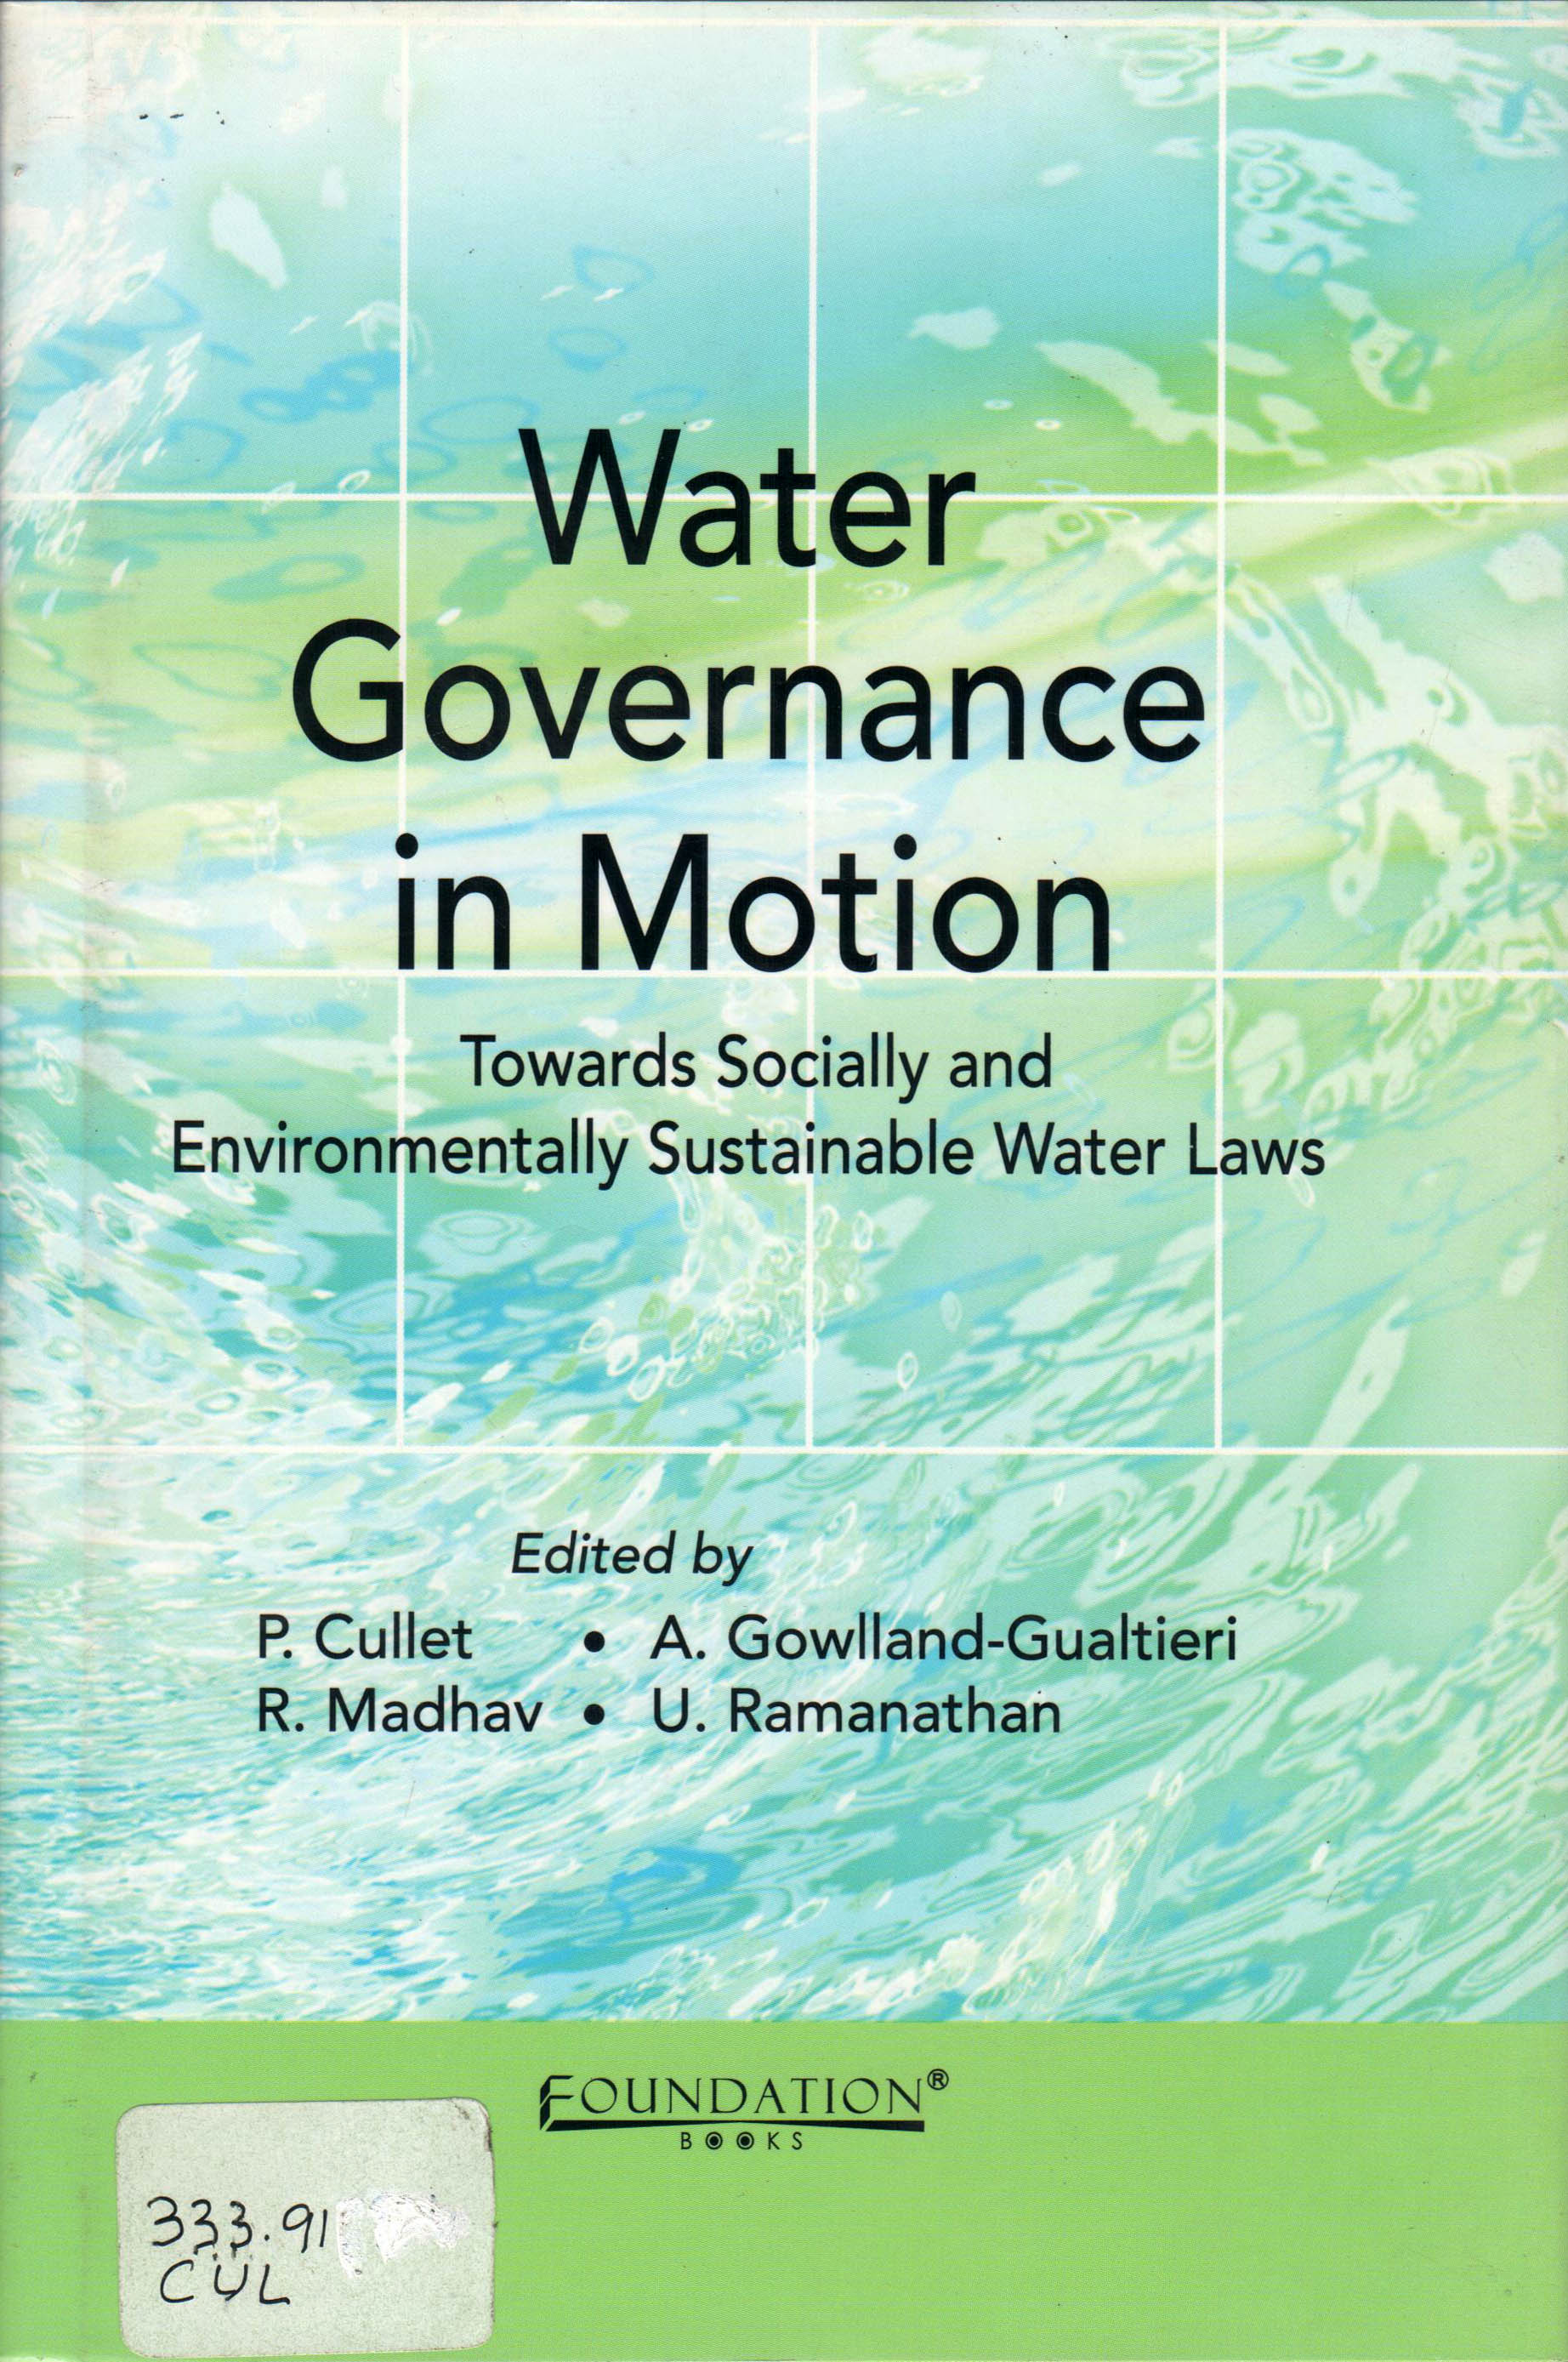 Water
Governance
in Motion
Towards Socially and
Environmentally Sustainable Water Laws
Edited by
P. Cullet • A. Gowlland-Gualtieri
R. Madhav • U. Ramanathan
FOUNDATION®
BOOKS
333.91
CUL